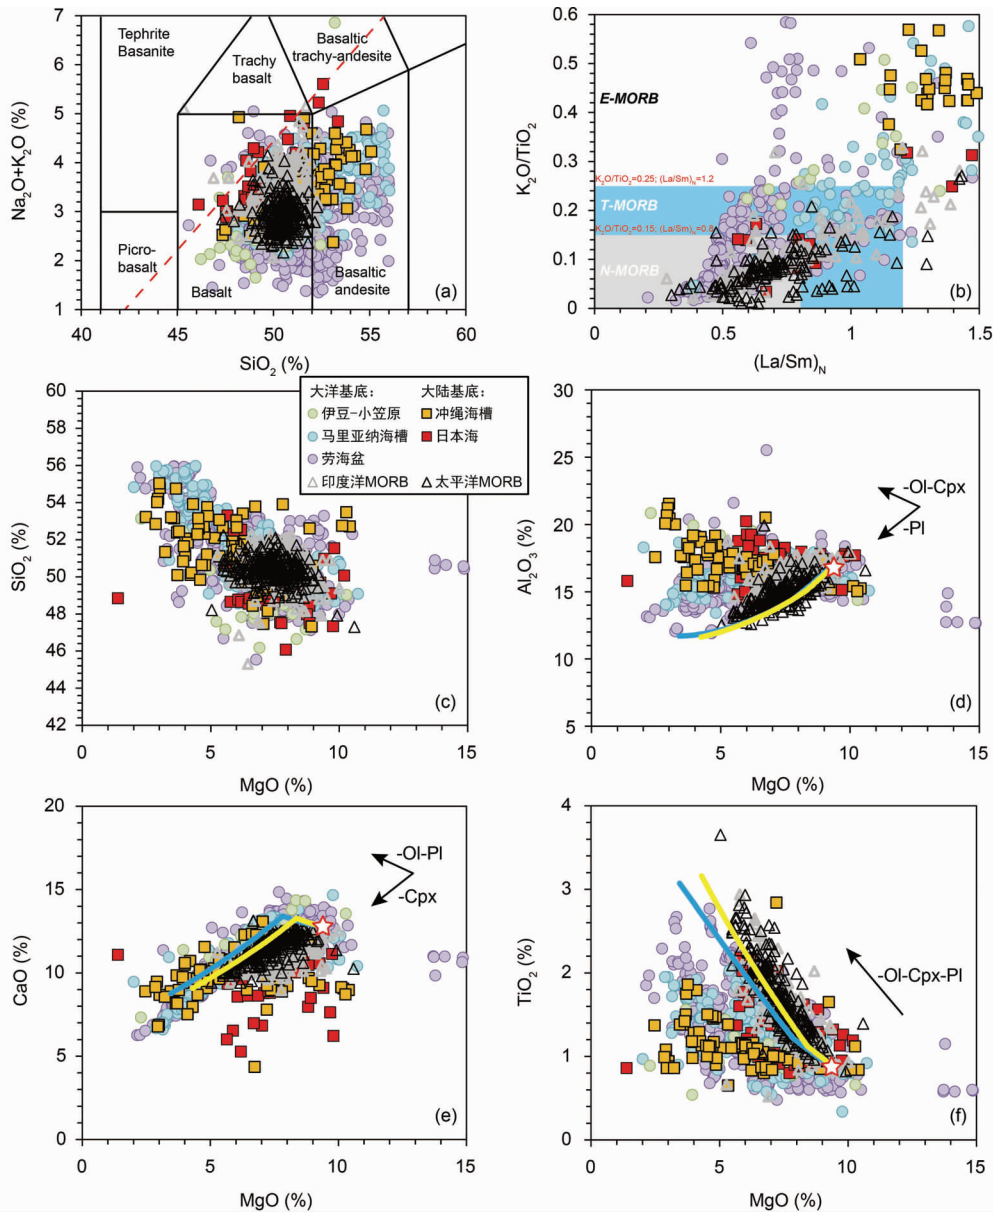 7
6
5
4
3
2
1
Na2O+K2O (%)
Tephrite
Basanite
Trachy
basalt
Basaltic
trachy-andesite
Picro-
basalt
Basalt
Basaltic
andesite
(a)
40 45 50 55 60
SiO2 (%)
0.6
0.5
0.4
0.3
0.2
0.1
0
K2O/TiO2
E-MORB
K2O/TiO2=0.25; (La/Sm)N=1.2
T-MORB
K2O/TiO2=0.15; (La/Sm)N=0.8
N-MORB
(b)
0 0.5 1 1.5
(La/Sm)N
60
58
56
54
52
50
48
46
44
42
SiO2 (%)
大洋基底: 大陆基底:
伊豆-小笠原 冲绳海槽
马里亚纳海槽 日本海
劳海盆
印度洋MORB 太平洋MORB
(c)
0 5 10 15
MgO (%)
30
25
20
15
10
5
Al2O3 (%)
-Ol-Cpx
-Pl
(d)
0 5 10 15
MgO (%)
20
15
10
5
0
CaO (%)
-Ol-Pl
-Cpx
(e)
0 5 10 15
MgO (%)
4
3
2
1
0
TiO2 (%)
-Ol-Cpx-Pl
(f)
0 5 10 15
MgO (%)